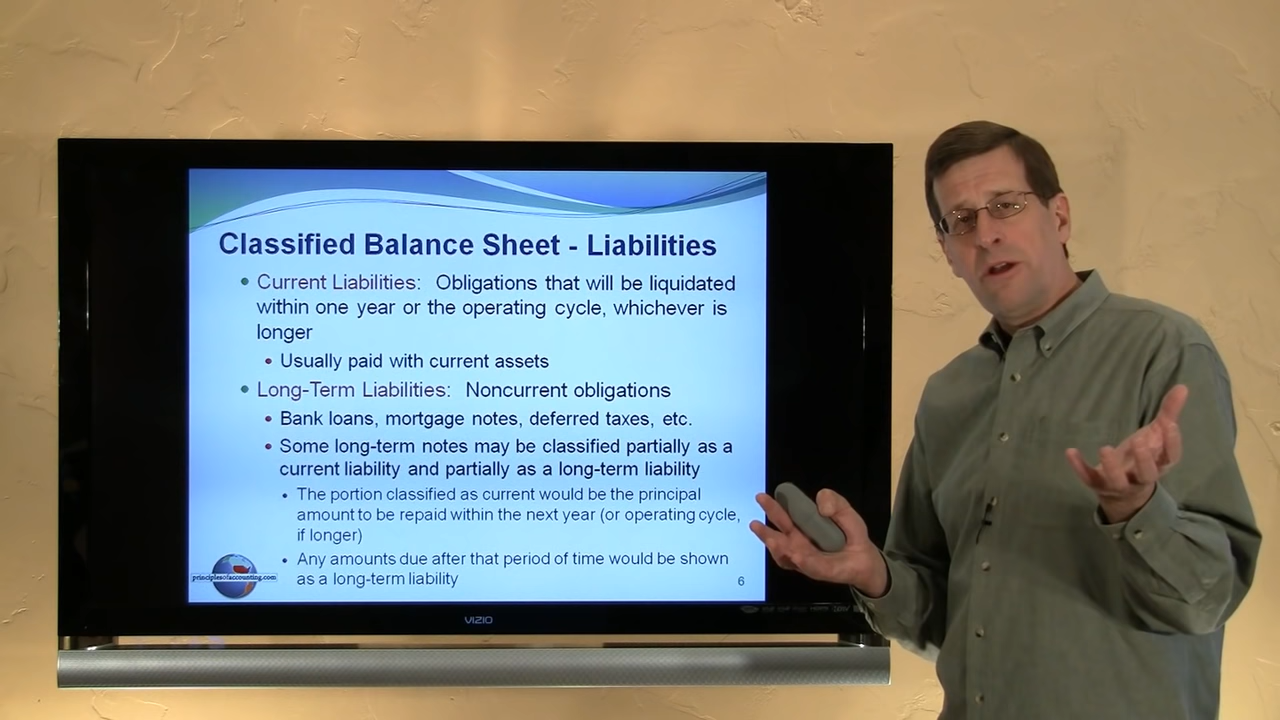 Classified Balance Sheet - Liabilities
Current Liabilities: Obligations that will be liquidated
within one year or the operating cycle, whichever is
longer
Usually paid with current assets
Long-Term Liabilities: Noncurrent obligations
Bank loans, mortgage notes, deferred taxes, etc.
Some long-term notes may be classified partially as a
current liability and partially as a long-term liability
The portion classified as current would be the principal
amount to be repaid within the next year (or operating cycle,
if longer)
Any amounts due after that period of time would be shown
as a long-term liability
principlesofaccounting.com
6
VIZIO